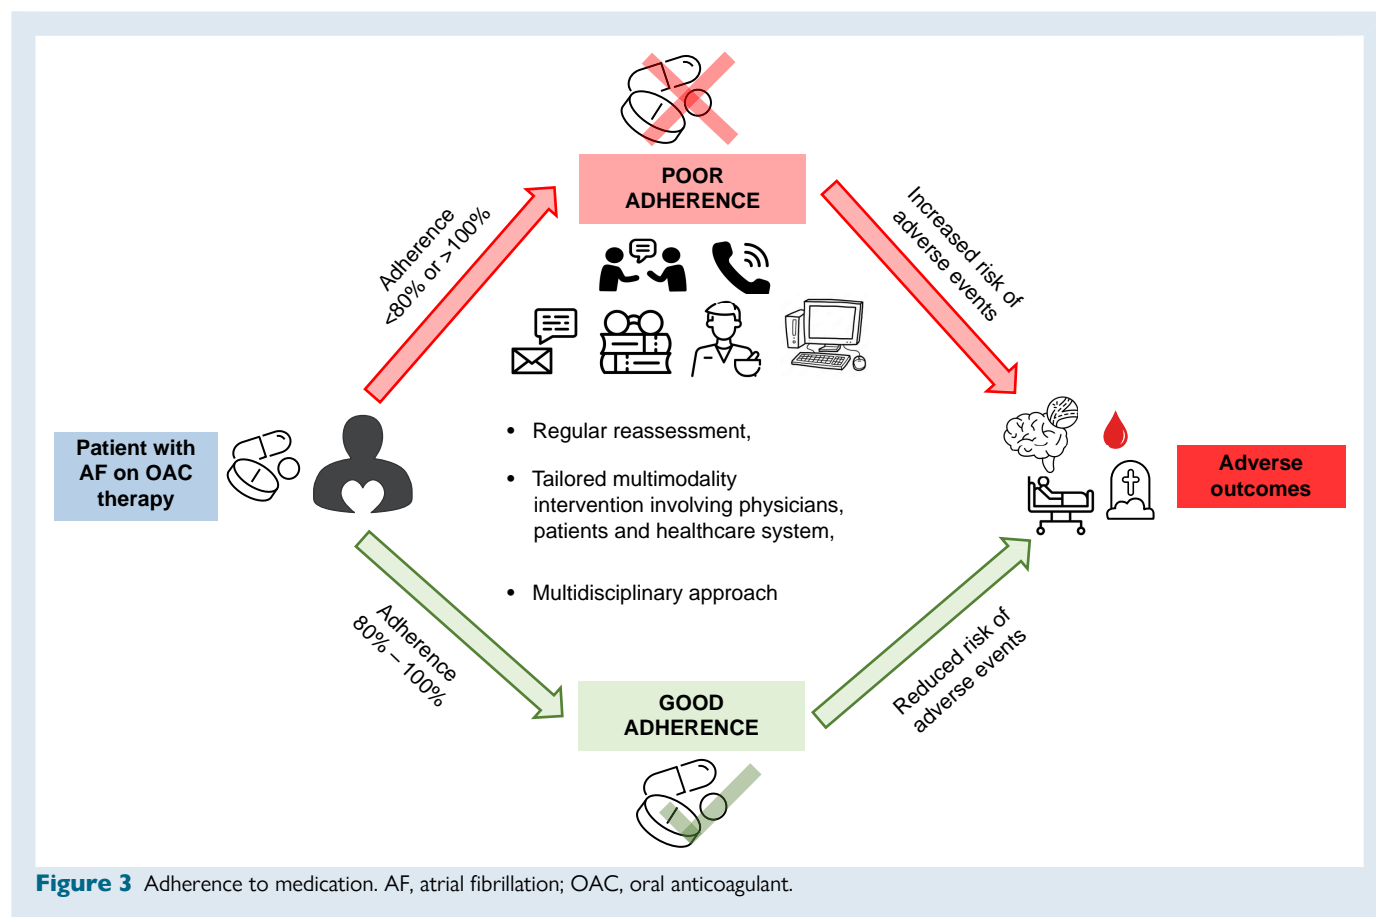 POOR
ADHERENCE
Adherence
<80% or > 100%
Increased risk of
adverse events
Patient with
AF on OAC
therapy
• Regular reassessment,
• Tailored multimodality
intervention involving physicians,
patients and healthcare system,
• Multidisciplinary approach
Adverse
outcomes
Adherence
80% – 100%
Reduced risk of
adverse events
GOOD
ADHERENCE
Figure 3 Adherence to medication. AF, atrial fibrillation; OAC, oral anticoagulant.